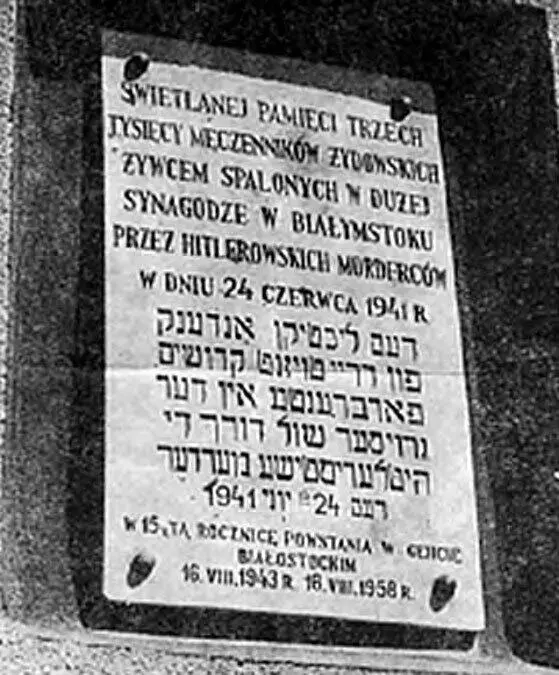 ŚWIETLANEJ PAMIĘCI TRZECH
TYSIĘCY MĘCZENNIKÓW ŻYDOWSKICH
ŻYWCEM SPALONYCH W DUŻEJ
SYNAGODZE W BIAŁYMSTOKU
PRZEZ HITLEROWSKICH MORDERCÓW
W DNIU 24 CZERWCA 1941 R
דעם ליכטיקן אנדענק
פון דריי טויזנט קדושים
פארברענטע אין דער
גרויסער שול דורך די
היטלעריסטישע מערדער
דעם 24 יוני 1941
W 15-TĄ ROCZNICĘ POWSTANIA W GETCIE
BIAŁOSTOCKIM
16.VIII.1943 R. 16.VIII.1958 R.